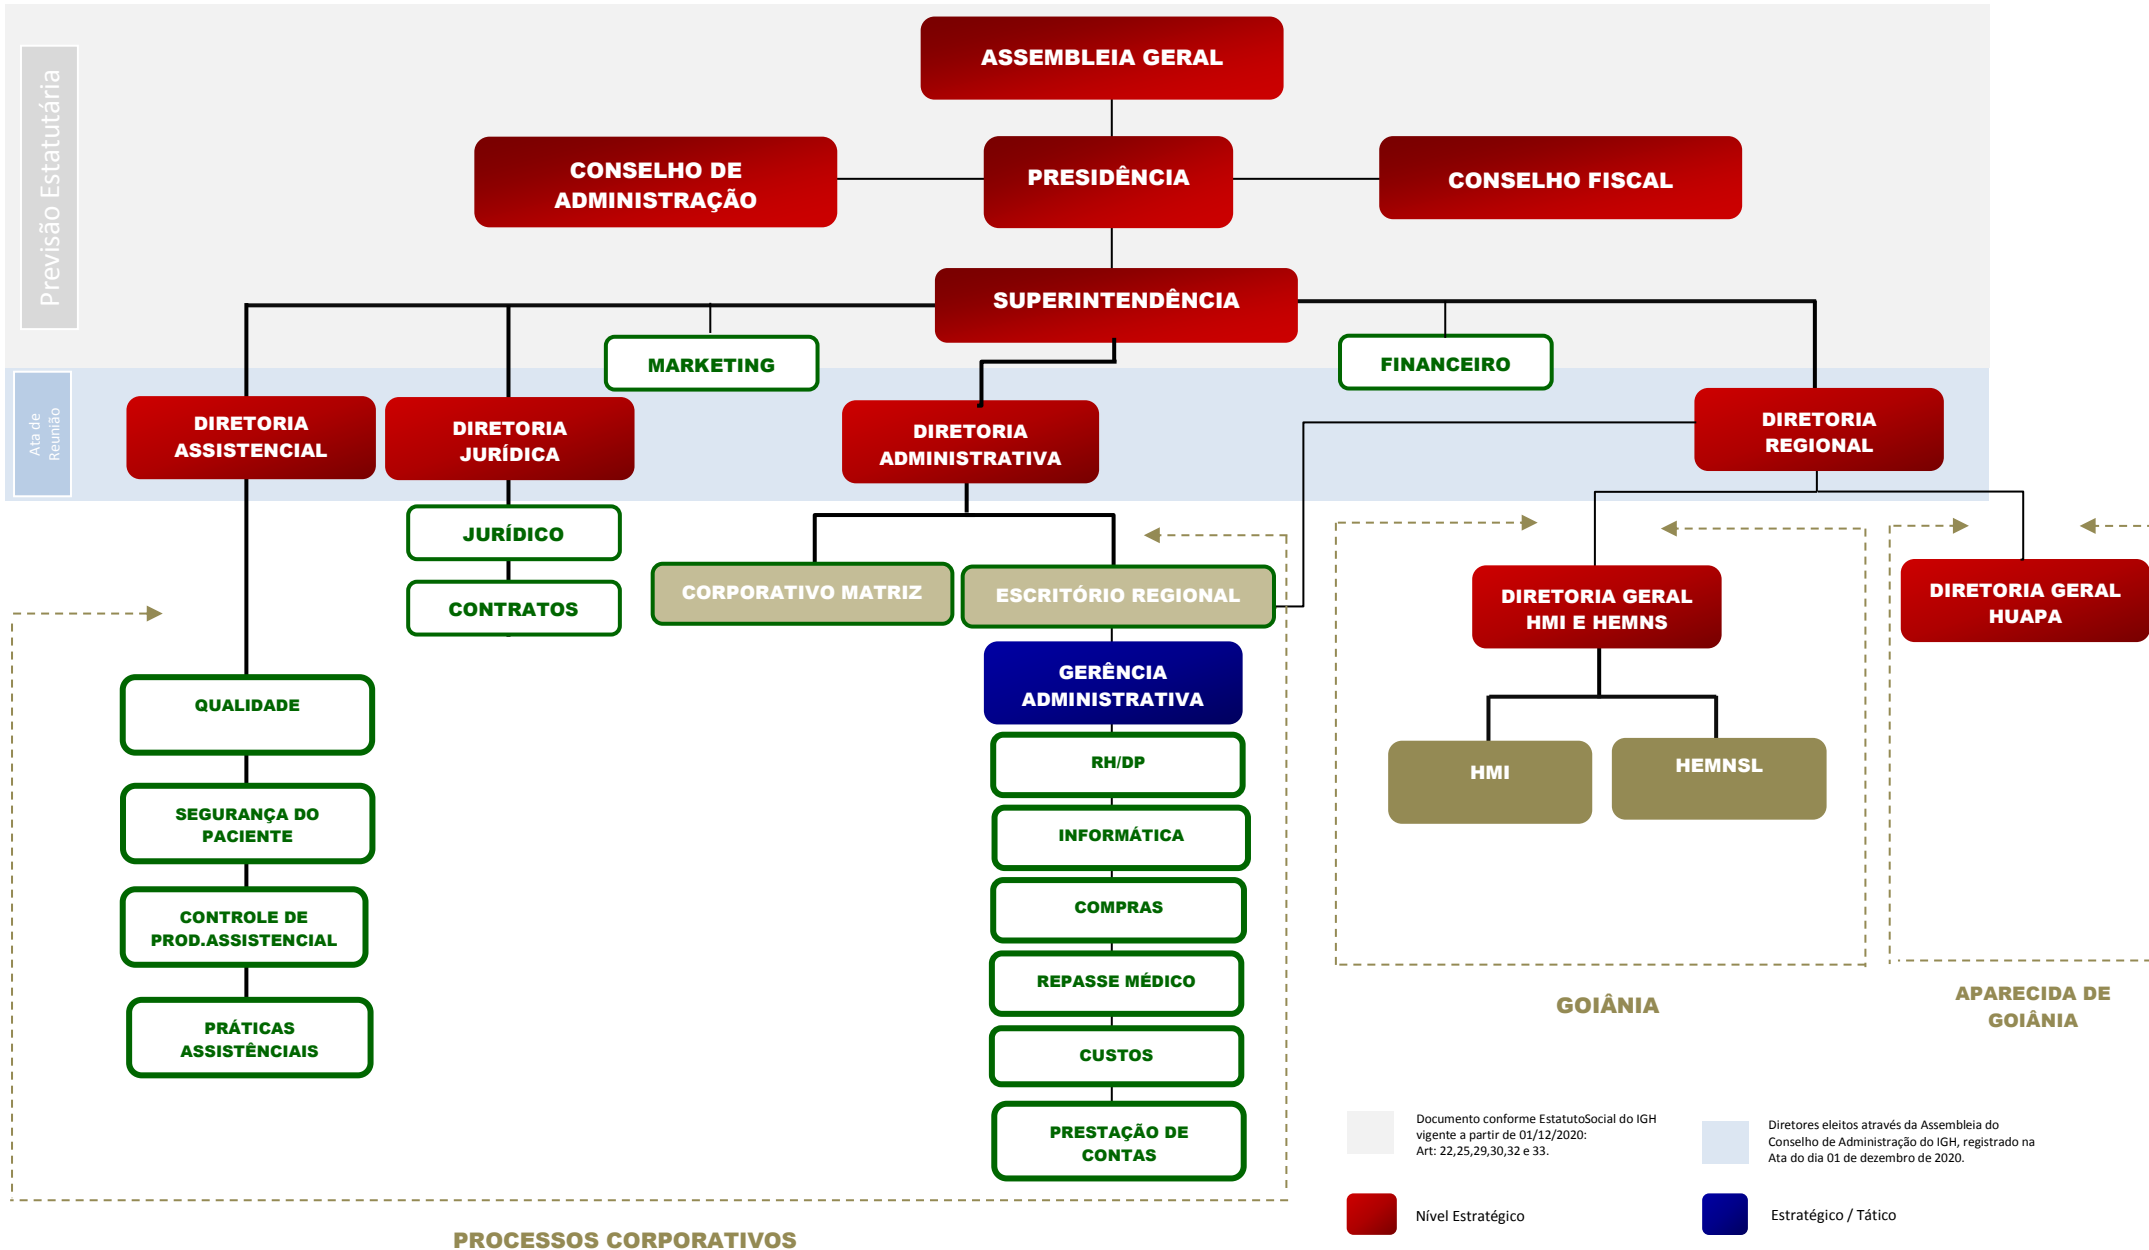 Previsão Estatutária
ASSEMBLEIA GERAL
CONSELHO DE
ADMINISTRAÇÃO
PRESIDÊNCIA
CONSELHO FISCAL
SUPERINTENDÊNCIA
MARKETING
FINANCEIRO
Ata de
Reunião
DIRETORIA
ASSISTENCIAL
DIRETORIA
JURÍDICA
DIRETORIA
ADMINISTRATIVA
DIRETORIA
REGIONAL
JURÍDICO
CONTRATOS
CORPORATIVO MATRIZ
ESCRITÓRIO REGIONAL
DIRETORIA GERAL
HMI E HEMNS
DIRETORIA GERAL
HUAPA
GERÊNCIA
ADMINISTRATIVA
QUALIDADE
SEGURANÇA DO
PACIENTE
CONTROLE DE
PROD.ASSISTENCIAL
PRÁTICAS
ASSISTÊNCIAIS
RH/DP
INFORMÁTICA
COMPRAS
REPASSE MÉDICO
CUSTOS
PRESTAÇÃO DE
CONTAS
HMI
HEMNSL
GOIÂNIA
APARECIDA DE
GOIÂNIA
Documento conforme EstatutoSocial do IGH
vigente a partir de 01/12/2020:
Art: 22,25,29,30,32 e 33.
Diretores eleitos através da Assembleia do
Conselho de Administração do IGH, registrado na
Ata do dia 01 de dezembro de 2020.
Nível Estratégico
Estratégico / Tático
PROCESSOS CORPORATIVOS